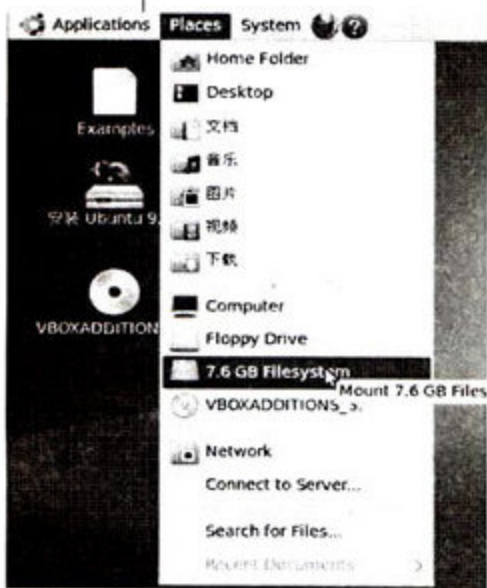 Applications Places System
Examples
安装 Ubuntu 9.
VBOXADDITION
Home Folder
Desktop
文档
音乐
图片
视频
下载
Computer
Floppy Drive
7.6 GB Filesystem
Mount 7.6 GB Files
VBOXADDITIONS_3.
Network
Connect to Server...
Search for Files...
Recent Documents